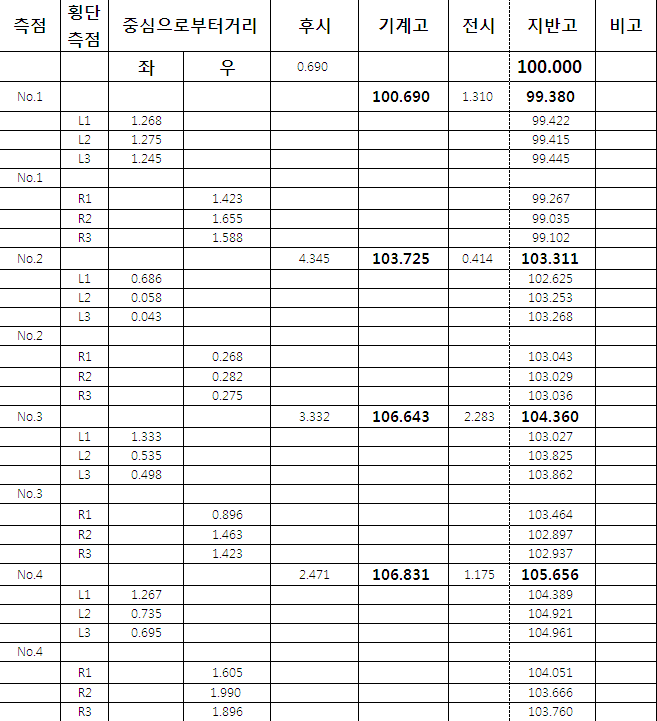 측점 횡단 측점 중심으로부터거리 후시 기계고 전시 지반고 비고
좌 우 0.690 100.000
No.1 100.690 1.310 99.380
L1 1.268 99.422
L2 1.275 99.415
L3 1.245 99.445
No.1
R1 1.423 99.267
R2 1.655 99.035
R3 1.588 99.102
No.2 4.345 103.725 0.414 103.311
L1 0.686 102.625
L2 0.058 103.253
L3 0.043 103.268
No.2
R1 0.268 103.043
R2 0.282 103.029
R3 0.275 103.036
No.3 3.332 106.643 2.283 104.360
L1 1.333 103.027
L2 0.535 103.825
L3 0.498 103.862
No.3
R1 0.896 103.464
R2 1.463 102.897
R3 1.423 102.937
No.4 2.471 106.831 1.175 105.656
L1 1.267 104.389
L2 0.735 104.921
L3 0.695 104.961
No.4
R1 1.605 104.051
R2 1.990 103.666
R3 1.896 103.760